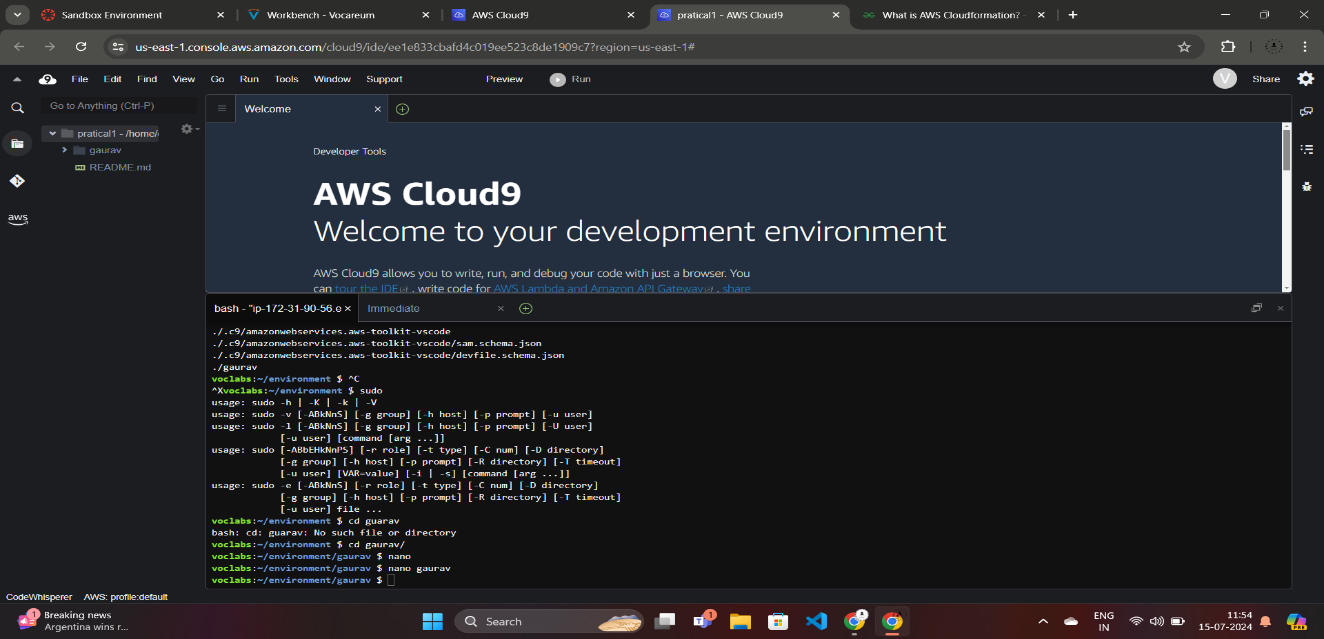 Sandbox Environment
Workbench - Vocareum
AWS Cloud9
pratical1 - AWS Cloud9
What is AWS Cloudformation? -
us-east-1.console.aws.amazon.com/cloud9/ide/ee1e833cbafd4c019ee523c8de1909c7?region=us-east-1#
9 File Edit Find View Go Run Tools Window Support Preview Run V Share
Go to Anything (Ctrl-P)
pratical1 - /home/
gaurav
README.md
aws
Welcome
Developer Tools
AWS Cloud9
Welcome to your development environment
AWS Cloud9 allows you to write, run, and debug your code with just a browser. You
can tour the IDE , write code for AWS Lambda and Amazon API Gateway , share
bash - "ip-172-31-90-56.e
Immediate
./.c9/amazonwebservices.aws-toolkit-vscode
./.c9/amazonwebservices.aws-toolkit-vscode/sam.schema.json
./.c9/amazonwebservices.aws-toolkit-vscode/devfile.schema.json
./gaurav
voclabs:~/environment $ ^C
^Xvoclabs:~/environment $ sudo
usage: sudo -h | -K | -k | -V
usage: sudo -v [-ABkNnS] [-g group] [-h host] [-p prompt] [-u user]
usage: sudo -l [-ABkNnS] [-g group] [-h host] [-p prompt] [-U user]
[-u user] [command [arg ...]]
usage: sudo [-ABbEHkNnPS] [-r role] [-t type] [-C num] [-D directory]
[-g group] [-h host] [-p prompt] [-R directory] [-T timeout]
[-u user] [VAR=value] [-i | -s] [command [arg ...]]
usage: sudo -e [-ABkNnS] [-r role] [-t type] [-C num] [-D directory]
[-g group] [-h host] [-p prompt] [-R directory] [-T timeout]
[-u user] file ...
voclabs:~/environment $ cd guarav
bash: cd: guarav: No such file or directory
voclabs:~/environment $ cd gaurav/
voclabs:~/environment/gaurav $ nano
voclabs:~/environment/gaurav $ nano gaurav
voclabs:~/environment/gaurav $
CodeWhisperer AWS: profile:default
1
Breaking news
Argentina wins r...
Search
1
ENG
IN
11:54
15-07-2024
PRE